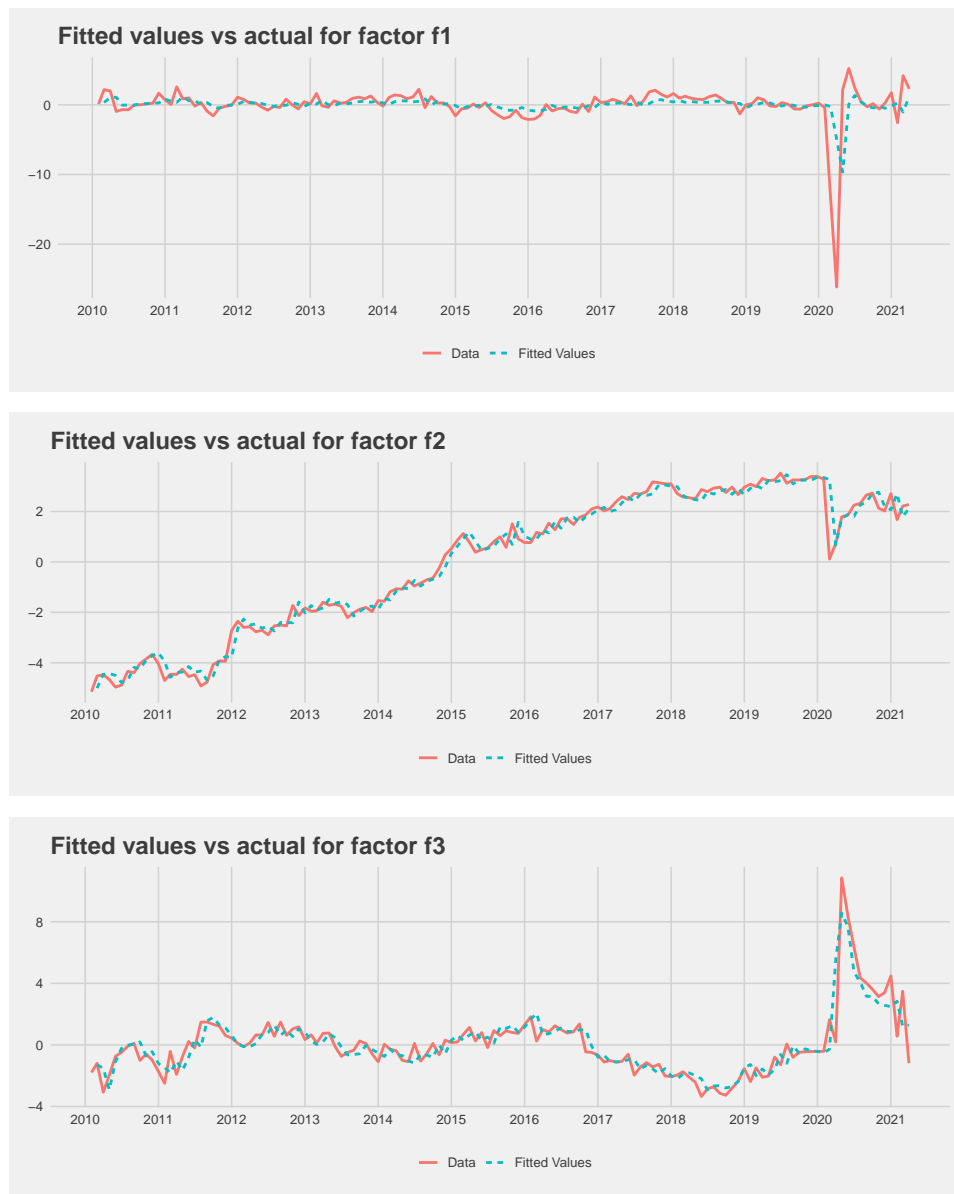 Fitted values vs actual for factor f1
0
−10
−20
2010 2011 2012 2013 2014 2015 2016 2017 2018 2019 2020 2021
Data Fitted Values
Fitted values vs actual for factor f2
2
0
−2
−4
2010 2011 2012 2013 2014 2015 2016 2017 2018 2019 2020 2021
Data Fitted Values
Fitted values vs actual for factor f3
8
4
0
−4
2010 2011 2012 2013 2014 2015 2016 2017 2018 2019 2020 2021
Data Fitted Values